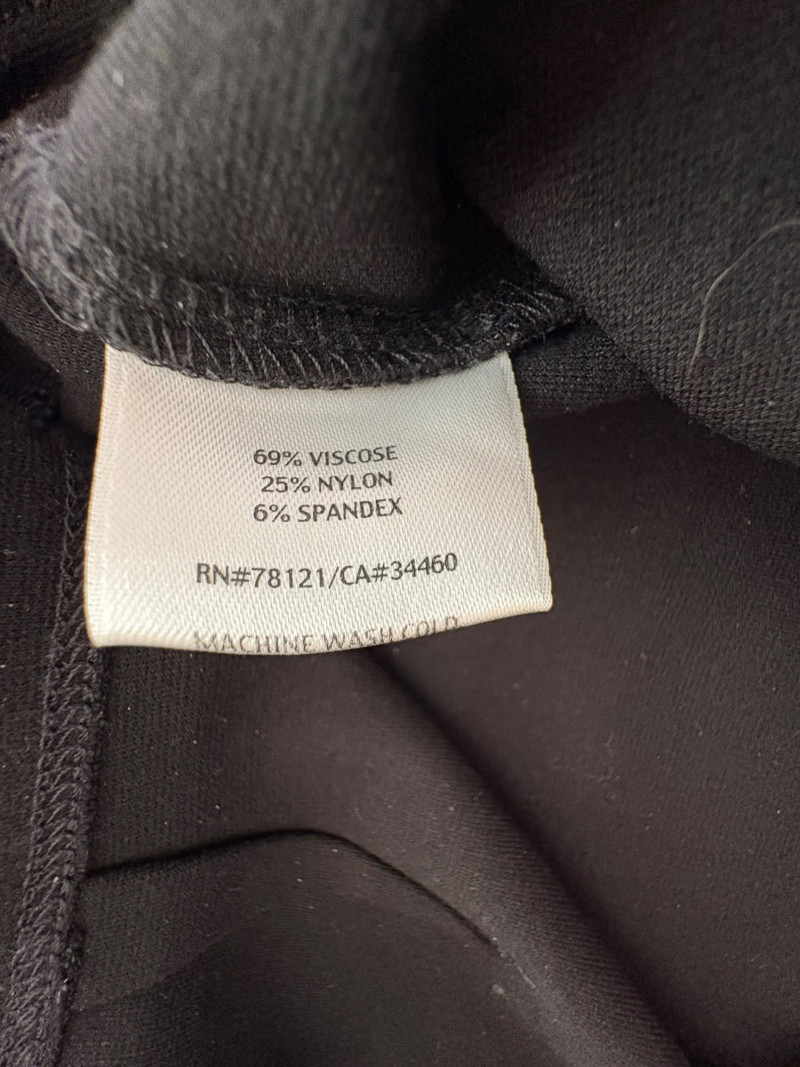 69% VISCOSE
25% NYLON
6% SPANDEX
RN#78121/CA#34460
MACHINE WASH COLD